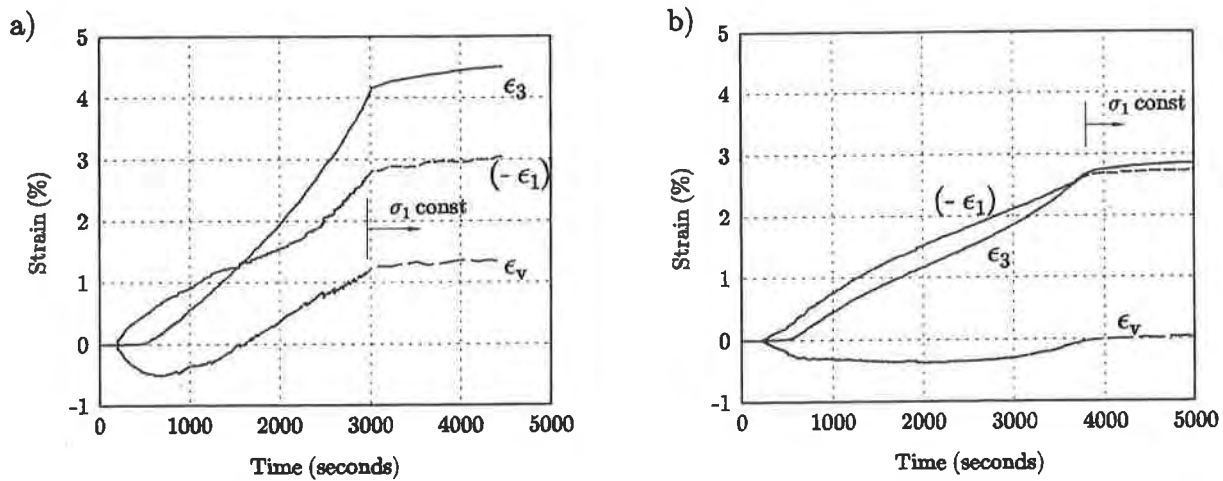 a)
5
4
3
2
1
0
-1
Strain (%)
ϵ3
(- ϵ1)
σ1 const
ϵv
0 1000 2000 3000 4000 5000
Time (seconds)
b)
5
4
3
2
1
0
-1
Strain (%)
σ1 const
(- ϵ1)
ϵ3
ϵv
0 1000 2000 3000 4000 5000
Time (seconds)